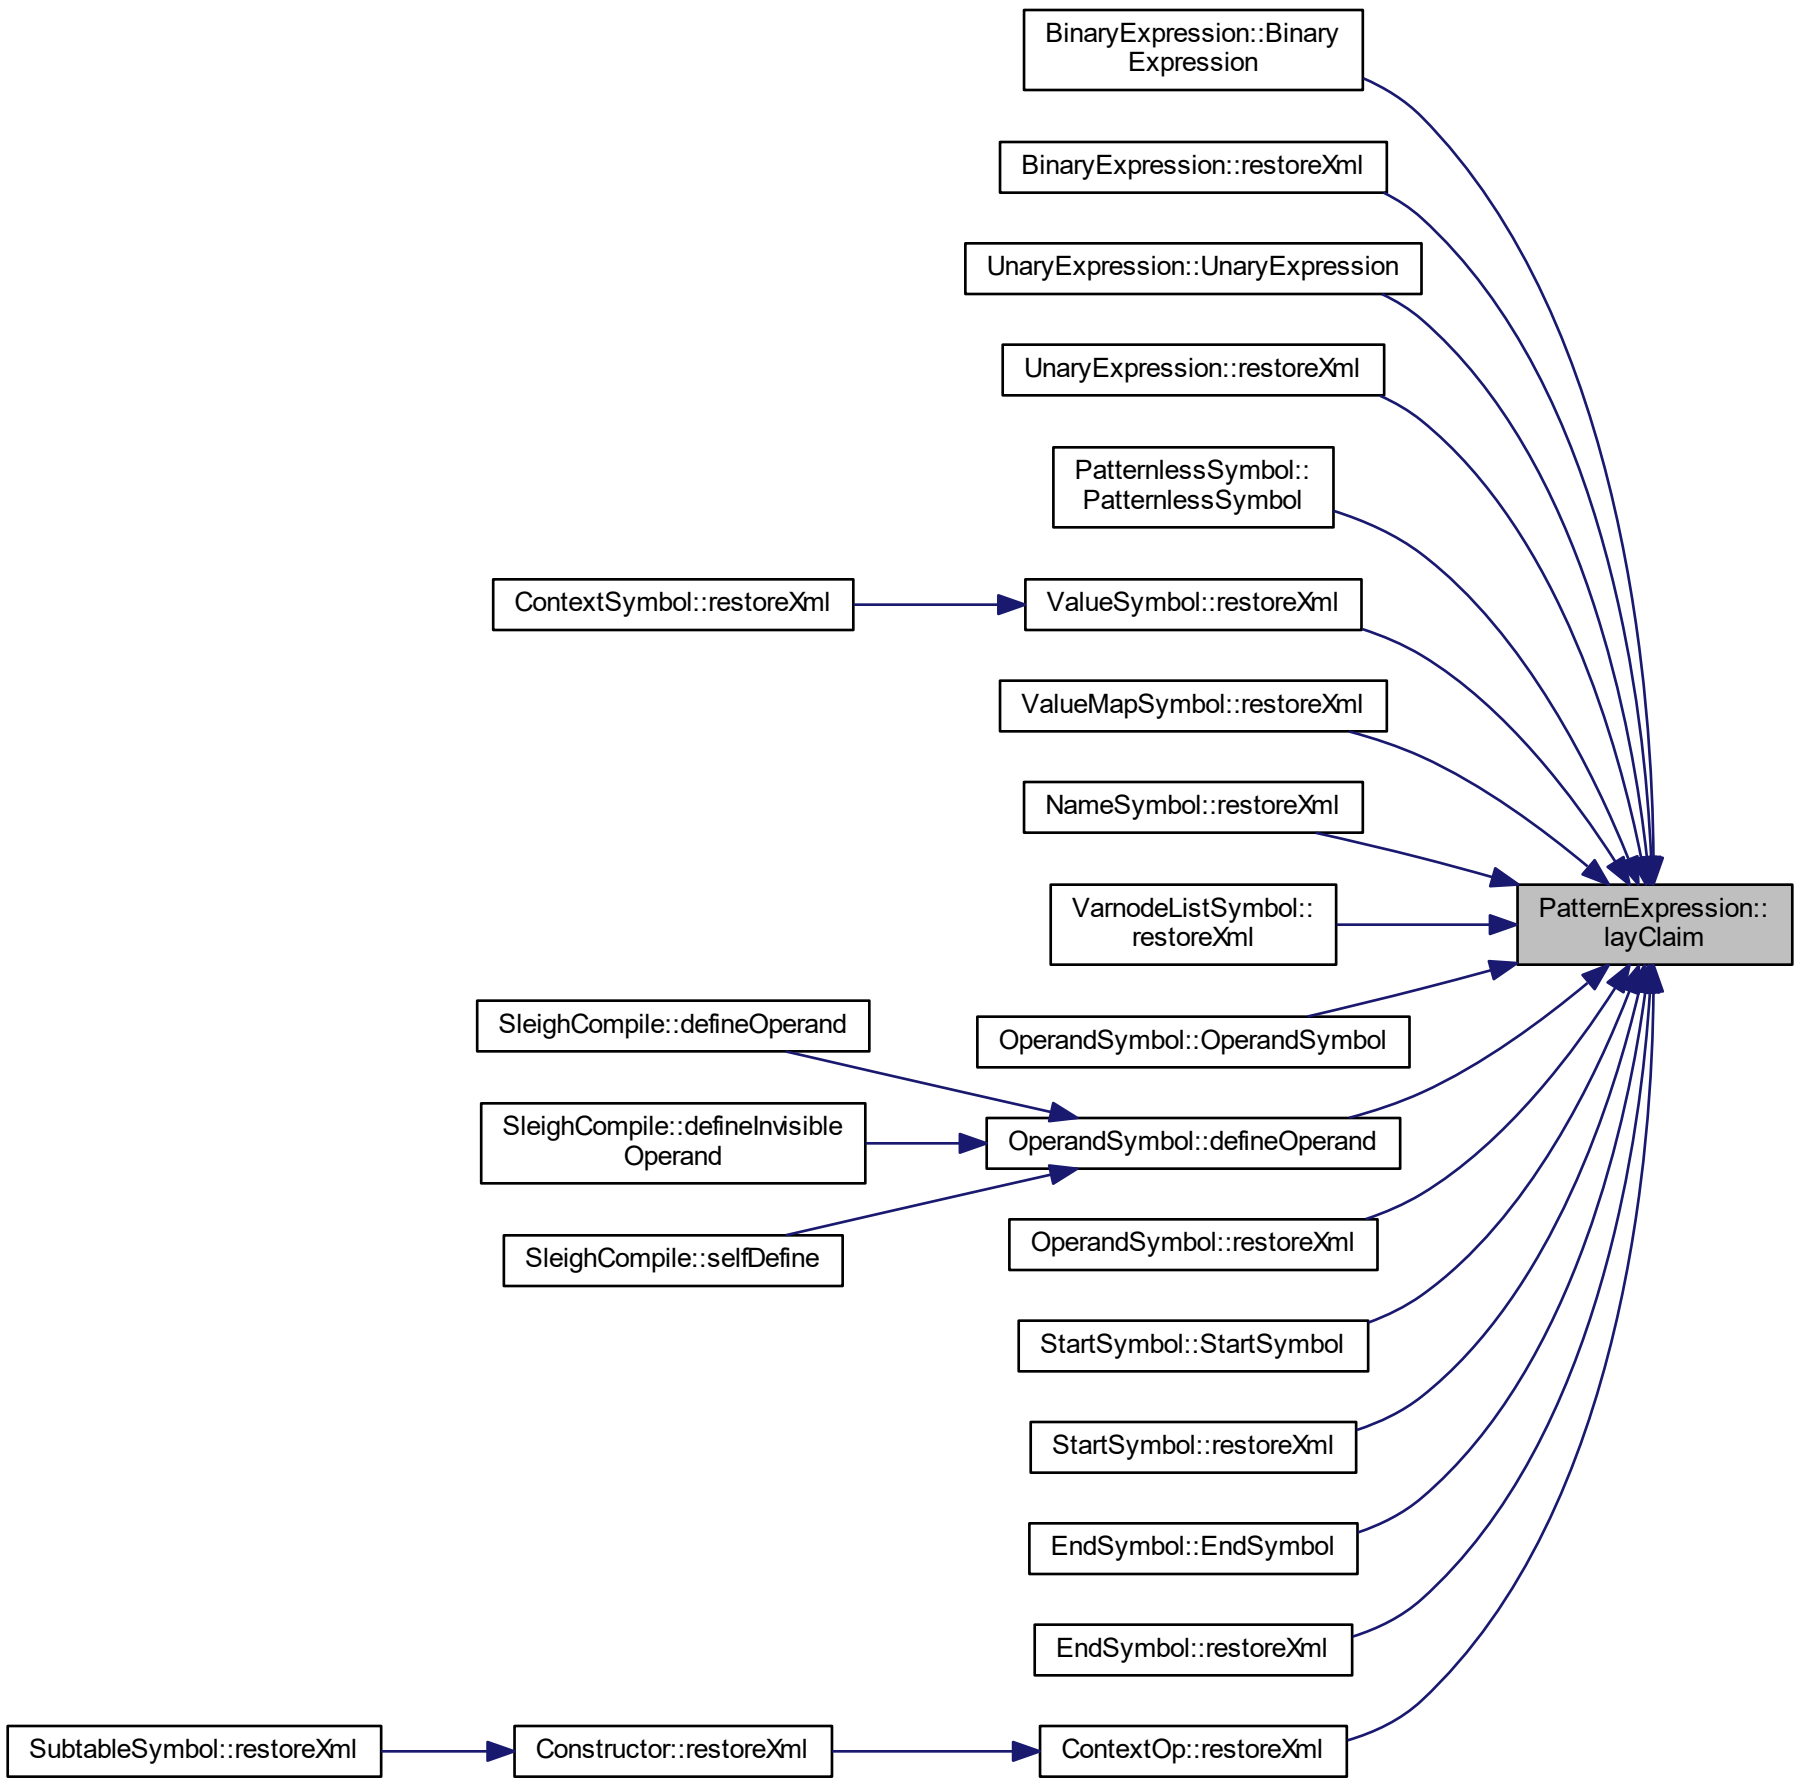 BinaryExpression::Binary
Expression
BinaryExpression::restoreXml
UnaryExpression::UnaryExpression
UnaryExpression::restoreXml
PatternlessSymbol::
PatternlessSymbol
ContextSymbol::restoreXml
ValueSymbol::restoreXml
ValueMapSymbol::restoreXml
NameSymbol::restoreXml
PatternExpression::
layClaim
VarnodeListSymbol::
restoreXml
SleighCompile::defineOperand
OperandSymbol::OperandSymbol
SleighCompile::defineInvisible
Operand
OperandSymbol::defineOperand
SleighCompile::selfDefine
OperandSymbol::restoreXml
StartSymbol::StartSymbol
StartSymbol::restoreXml
EndSymbol::EndSymbol
EndSymbol::restoreXml
SubtableSymbol::restoreXml
Constructor::restoreXml
ContextOp::restoreXml